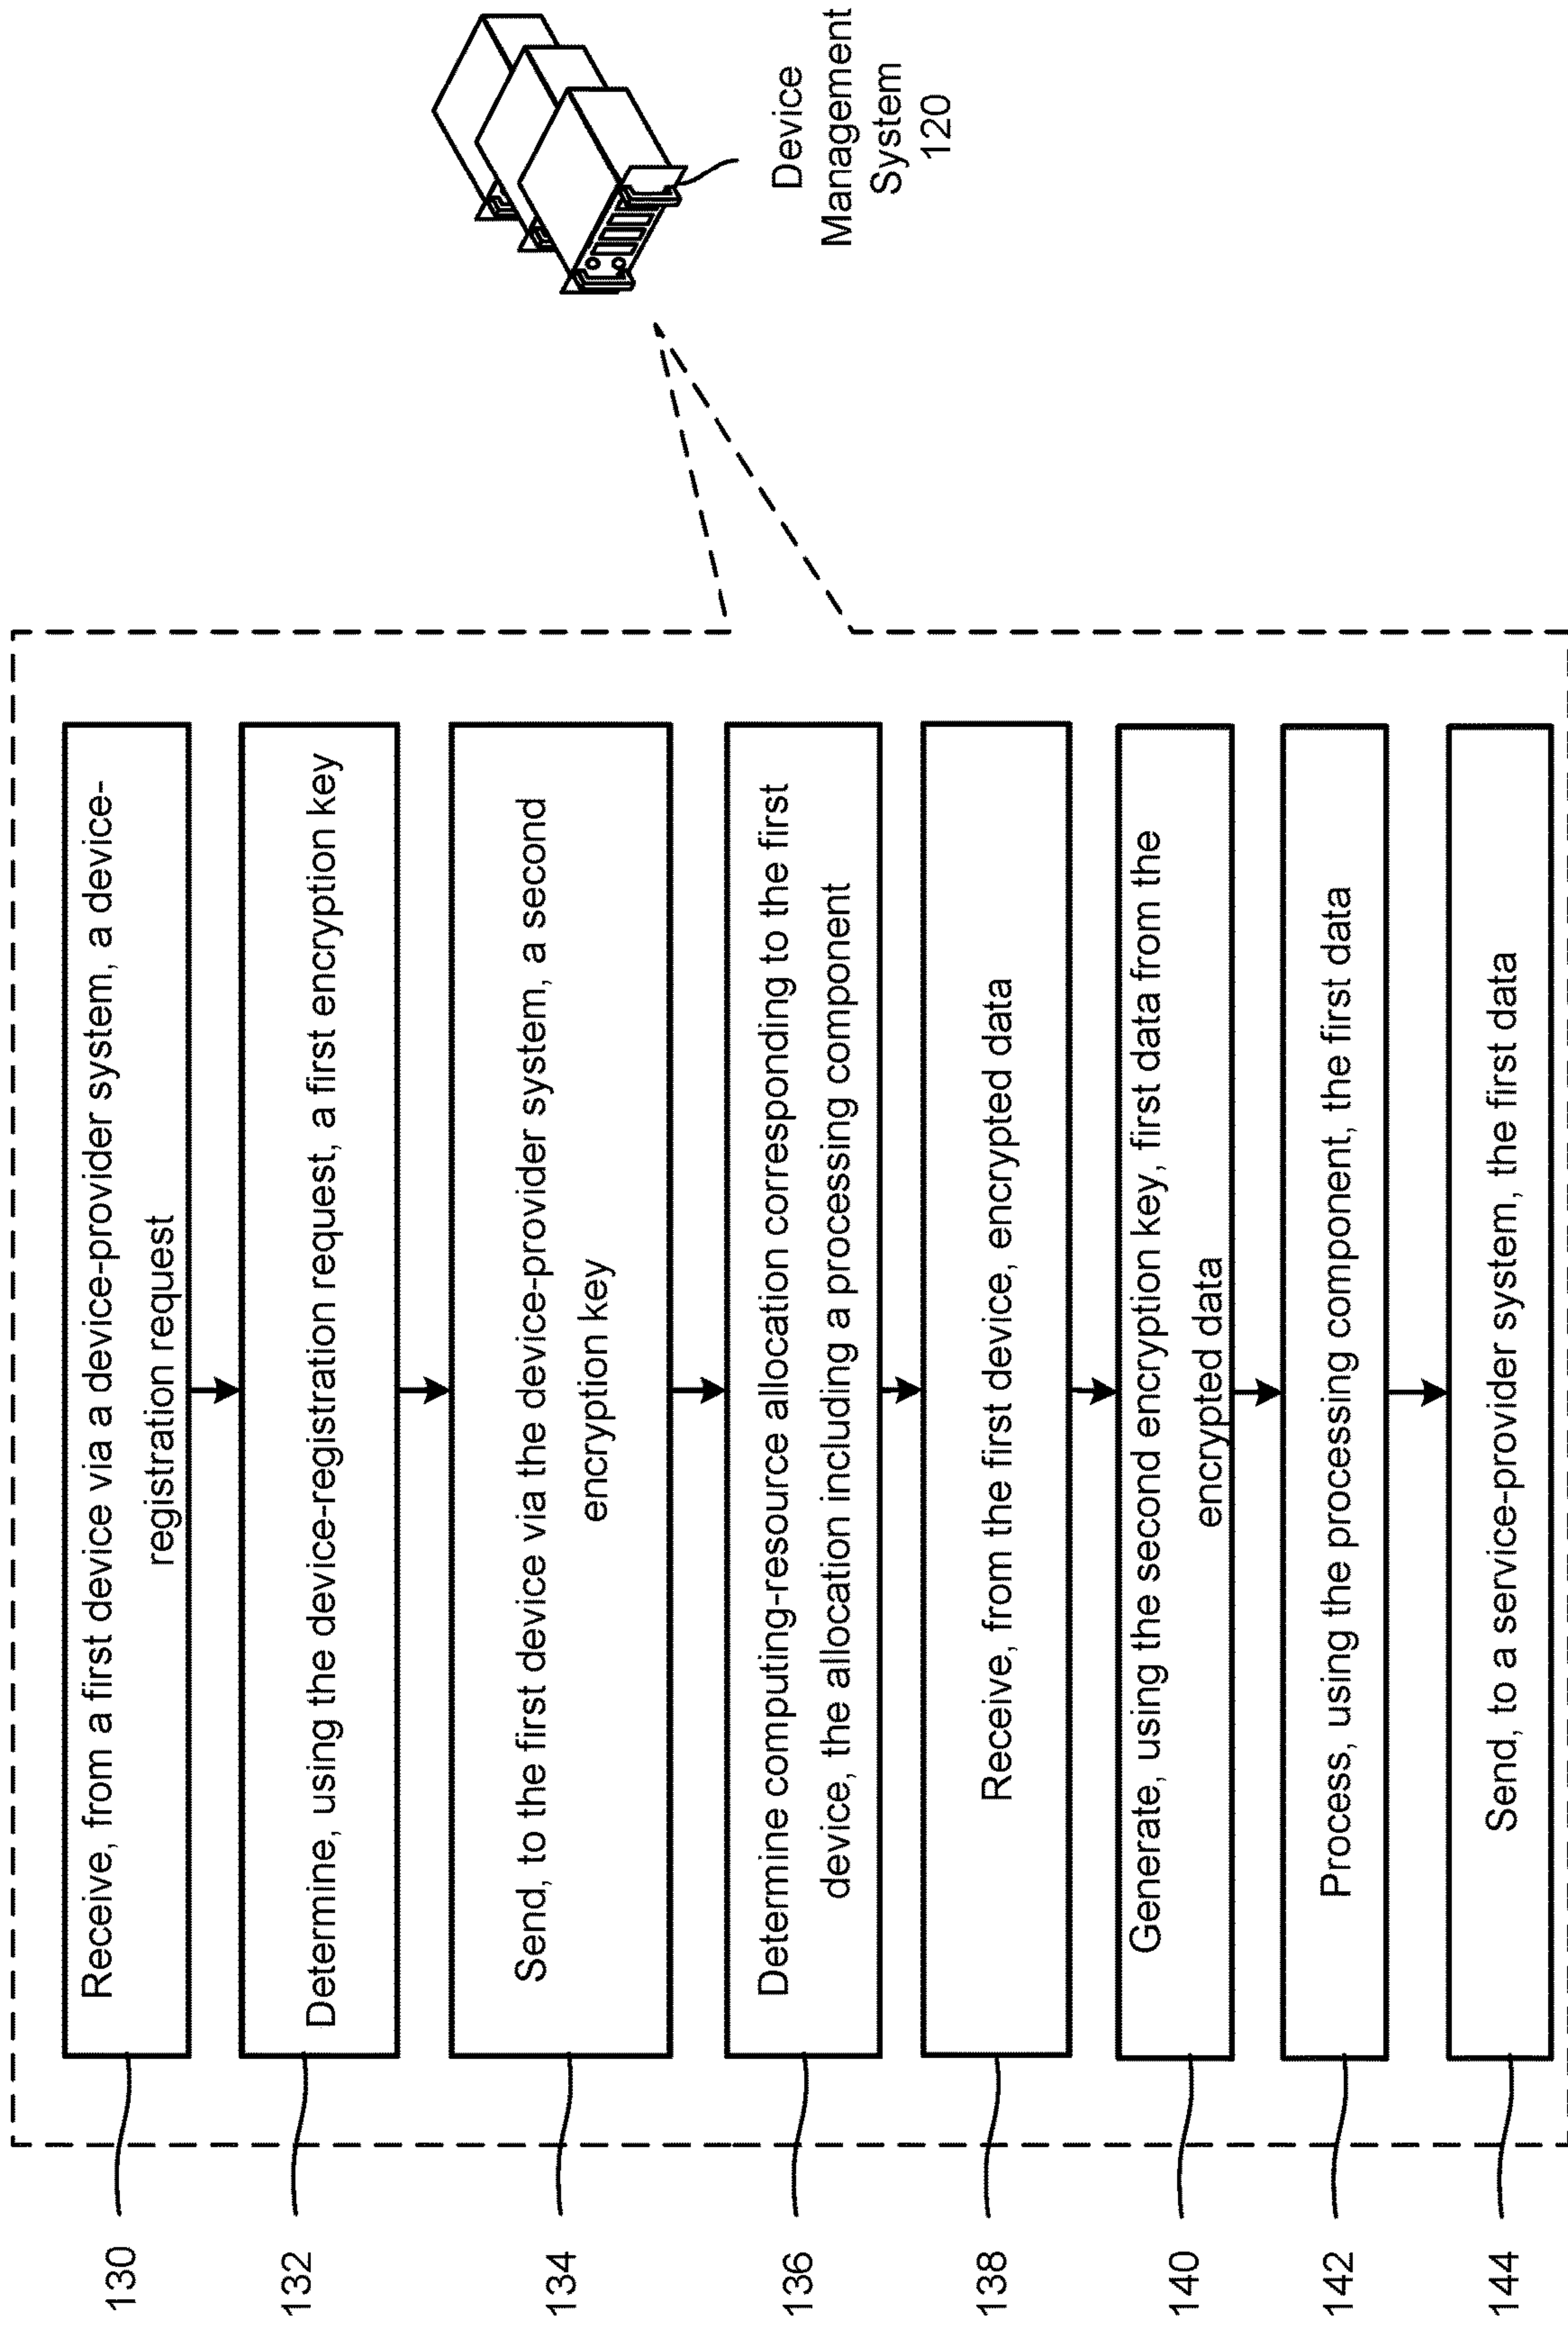 130
Receive, from a first device via a device-provider system, a device-
registration request
132
Determine, using the device-registration request, a first encryption key
134
Send, to the first device via the device-provider system, a second
encryption key
136
Determine computing-resource allocation corresponding to the first
device, the allocation including a processing component
138
Receive, from the first device, encrypted data
140
Generate, using the second encryption key, first data from the
encrypted data
142
Process, using the processing component, the first data
144
Send, to a service-provider system, the first data
Device
Management
System
120